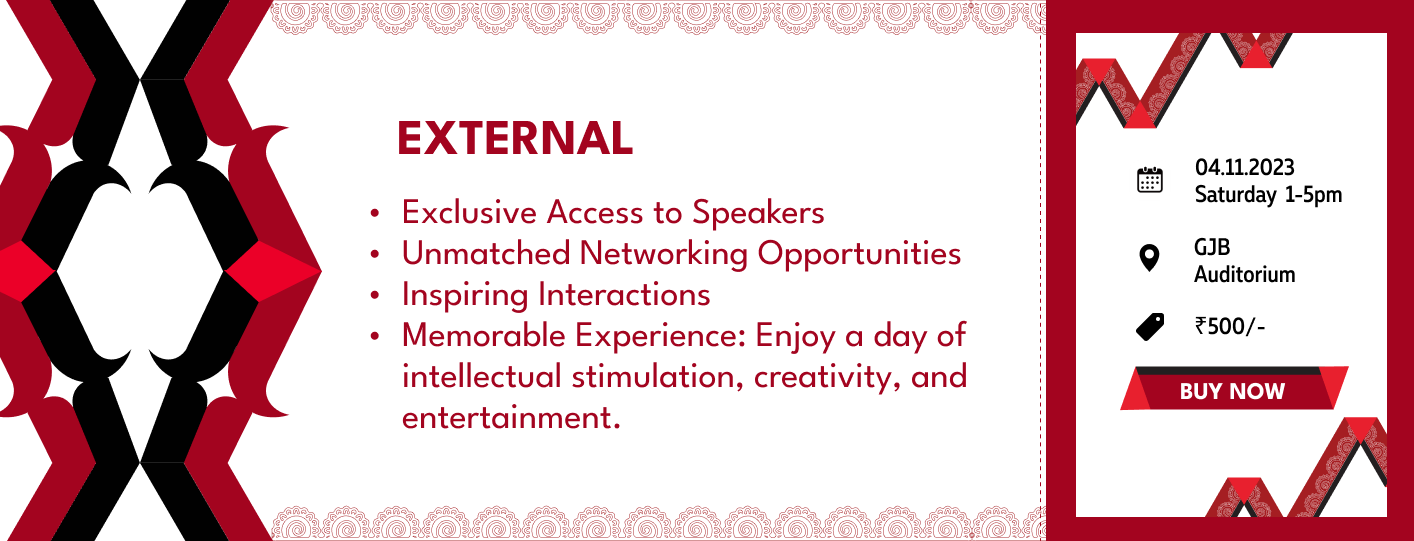 EXTERNAL
• Exclusive Access to Speakers
• Unmatched Networking Opportunities
• Inspiring Interactions
• Memorable Experience: Enjoy a day of
intellectual stimulation, creativity, and
entertainment.
04.11.2023
Saturday 1-5pm
GJB
Auditorium
₹500/-
BUY NOW